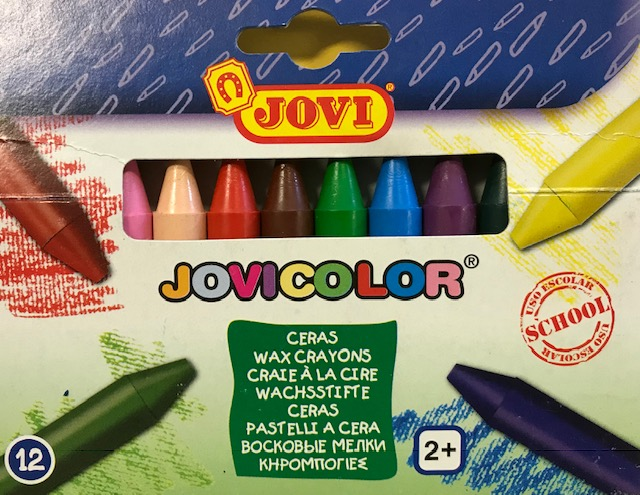 JOVI®
JOVICOLOR®
USO ESCOLAR
SCHOOL
USO ESCOLAR
CERAS
WAX CRAYONS
CRAIE À LA CIRE
WACHSSTIFTE
CERAS
PASTELLI A CERA
ВОСКОВЫЕ МЕЛКИ
ΚΗΡΟΜΠΟΓΙΕΣ
12
2+